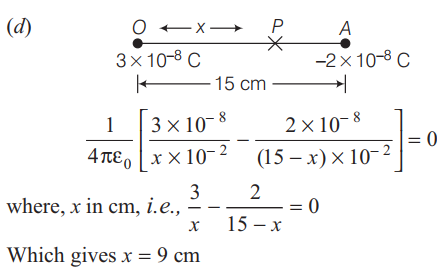 (d)
O ← x → P A
3 × 10⁻⁸ C −2 × 10⁻⁸ C
15 cm
1/(4πε₀) [ (3 × 10⁻⁸)/(x × 10⁻²) − (2 × 10⁻⁸)/((15 − x) × 10⁻²) ] = 0
where, x in cm, i.e., 3/x − 2/(15 − x) = 0
Which gives x = 9 cm